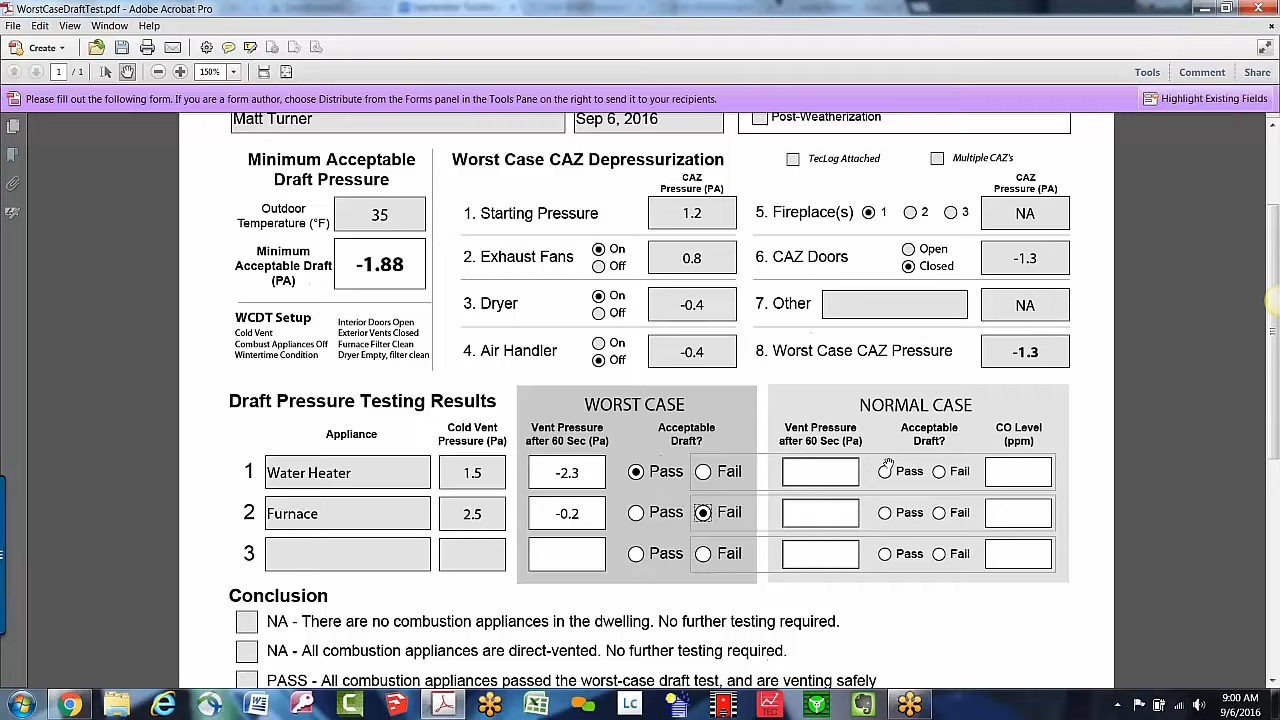 WorstCaseDraftTest.pdf - Adobe Acrobat Pro
File Edit View Window Help
Create
1 / 1 150% Tools Comment Share
Please fill out the following form. If you are a form author, choose Distribute from the Forms panel in the Tools Pane on the right to send it to your recipients. Highlight Existing Fields
Matt Turner Sep 6, 2016 Post-Weatherization
Minimum Acceptable
Draft Pressure
Outdoor
Temperature (°F) 35
Minimum
Acceptable Draft
(PA) -1.88
WCDT Setup
Cold Vent
Combust Appliances Off
Wintertime Condition
Interior Doors Open
Exterior Vents Closed
Furnace Filter Clean
Dryer Empty, filter clean
Worst Case CAZ Depressurization
TecLog Attached Multiple CAZ's
CAZ
Pressure (PA)
1. Starting Pressure 1.2
2. Exhaust Fans On Off 0.8
3. Dryer On Off -0.4
4. Air Handler On Off -0.4
CAZ
Pressure (PA)
5. Fireplace(s) 1 2 3 NA
6. CAZ Doors Open Closed -1.3
7. Other NA
8. Worst Case CAZ Pressure -1.3
Draft Pressure Testing Results WORST CASE NORMAL CASE
Appliance
Cold Vent
Pressure (Pa)
Vent Pressure
after 60 Sec (Pa)
Acceptable
Draft?
Vent Pressure
after 60 Sec (Pa)
Acceptable
Draft?
CO Level
(ppm)
1 Water Heater 1.5 -2.3 Pass Fail Pass Fail
2 Furnace 2.5 -0.2 Pass Fail Pass Fail
3 Pass Fail Pass Fail
Conclusion
NA - There are no combustion appliances in the dwelling. No further testing required.
NA - All combustion appliances are direct-vented. No further testing required.
PASS - All combustion appliances passed the worst-case draft test, and are venting safely
LC
TEC
9:00 AM
9/6/2016